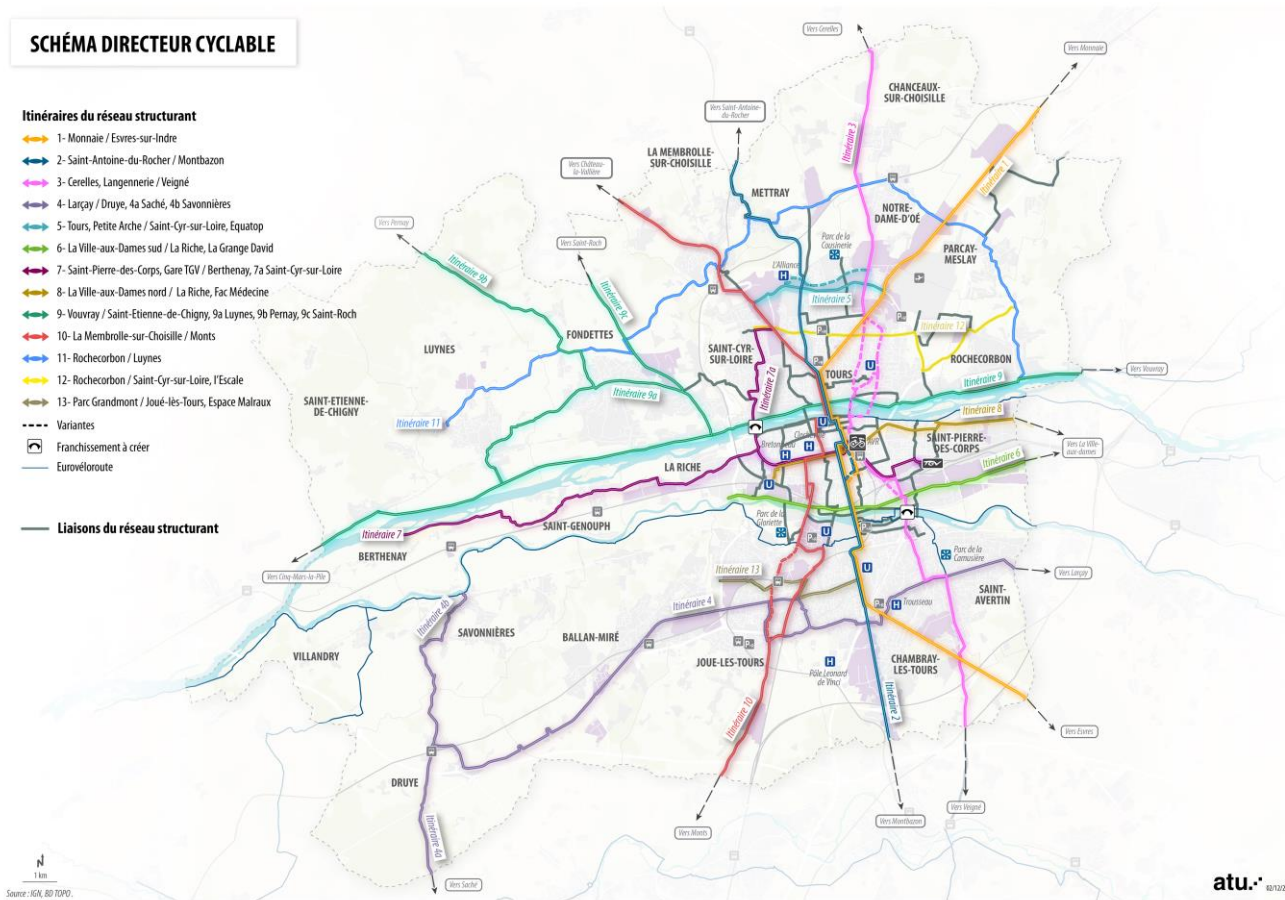 SCHÉMA DIRECTEUR CYCLABLE
Itinéraires du réseau structurant
1- Monnaie / Esvres-sur-Indre
2- Saint-Antoine-du-Rocher / Montbazon
3- Cerelles, Langennerie / Veigné
4- Larçay / Druye, 4a Saché, 4b Savonnières
5- Tours, Petite Arche / Saint-Cyr-sur-Loire, Equatop
6- La Ville-aux-Dames sud / La Riche, La Grange David
7- Saint-Pierre-des-Corps, Gare TGV / Berthenay, 7a Saint-Cyr-sur-Loire
8- La Ville-aux-Dames nord / La Riche, Fac Médecine
9- Vouvray / Saint-Etienne-de-Chigny, 9a Luynes, 9b Pernay, 9c Saint-Roch
10- La Membrolle-sur-Choisille / Monts
11- Rochecorbon / Luynes
12- Rochecorbon / Saint-Cyr-sur-Loire, l'Escale
13- Parc Grandmont / Joué-lès-Tours, Espace Malraux
Variantes
Franchissement à créer
Eurovéloroute
Liaisons du réseau structurant
Vers Cerelles
Vers Monnaie
CHANCEAUX-
SUR-CHOISILLE
Vers Saint-Antoine-
du-Rocher
Itinéraire 3
LA MEMBROLLE-
SUR-CHOISILLE
Vers Château-
la-Vallière
Itinéraire 1
METTRAY
NOTRE-
DAME-D'OÉ
Vers Pernay
Vers Saint-Roch
Parc de la
Cousinerie
PARCAY-
MESLAY
Itinéraire 9b
L'Alliance
H
Itinéraire 9c
Itinéraire 5
Itinéraire 12
FONDETTES
LUYNES
SAINT-CYR-
SUR-LOIRE
ROCHECORBON
TOURS
U
Vers Vouvray
Itinéraire 9
Itinéraire 7a
Itinéraire 9a
SAINT-ETIENNE-
DE-CHIGNY
Itinéraire 8
Itinéraire 11
U
SAINT-PIERRE-
DES-CORPS
Vers La Ville-
aux-dames
Bretonneau
H
H
LA RICHE
TGV
Itinéraire 6
U
Parc de la
Gloriette
SAINT-GENOUPH
Itinéraire 7
BERTHENAY
U
Parc de la
Camusière
Vers Cinq-Mars-la-Pile
U
Itinéraire 13
Vers Larçay
SAINT-
AVERTIN
Itinéraire 4
H
Trousseau
Itinéraire 4b
SAVONNIÈRES
BALLAN-MIRÉ
VILLANDRY
JOUE-LES-TOURS
H
Pôle Leonard
de Vinci
CHAMBRAY-
LES-TOURS
Itinéraire 10
Itinéraire 2
Vers Esvres
DRUYE
Vers Veigné
Vers Montbazon
Vers Monts
Itinéraire 4a
Vers Saché
N
1 km
Source : IGN, BD TOPO .
atu